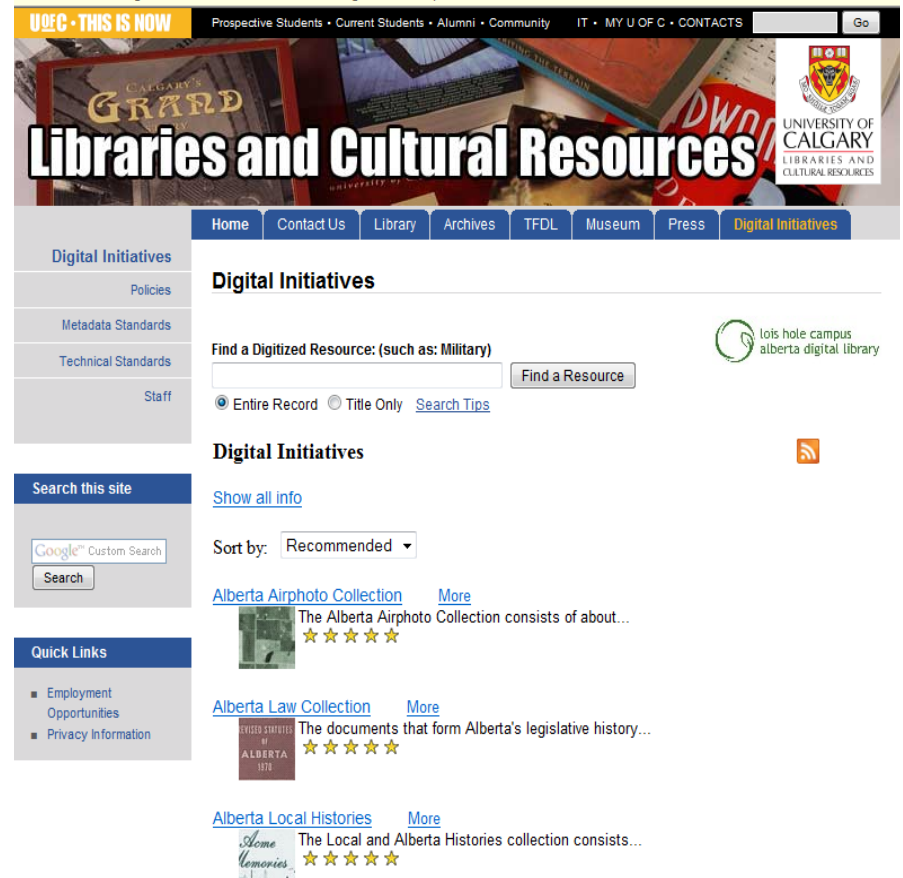 UOFC • THIS IS NOW
Prospective Students • Current Students • Alumni • Community IT • MY U OF C • CONTACTS
Go
CALGARY'S
GRAND
Libraries and Cultural Resources
UNIVERSITY OF
CALGARY
LIBRARIES AND
CULTURAL RESOURCES
Home Contact Us Library Archives TFDL Museum Press Digital Initiatives
Digital Initiatives
Policies
Metadata Standards
Technical Standards
Staff
Search this site
Google™ Custom Search
Search
Quick Links
Employment
Opportunities
Privacy Information
Digital Initiatives
lois hole campus
alberta digital library
Find a Digitized Resource: (such as: Military)
Find a Resource
Entire Record Title Only Search Tips
Digital Initiatives
Show all info
Sort by: Recommended
Alberta Airphoto Collection More
The Alberta Airphoto Collection consists of about...
Alberta Law Collection More
The documents that form Alberta's legislative history...
REVISED STATUTES
of
ALBERTA
1970
Alberta Local Histories More
The Local and Alberta Histories collection consists...
Acme
Memories